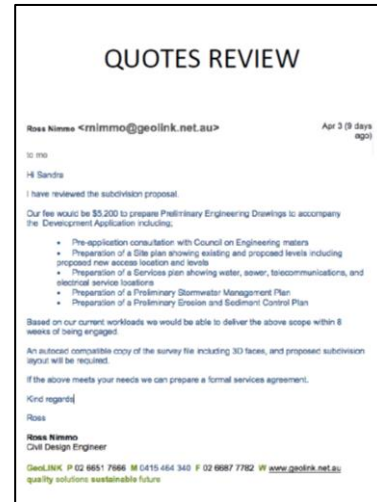 QUOTES REVIEW
Ross Nimmo <rnimmo@geolink.net.au> Apr 3 (9 days
ago)
to me
Hi Sandra
I have reviewed the subdivision proposal.
Our fee would be $5,200 to prepare Preliminary Engineering Drawings to accompany
the Development Application including;
• Pre-application consultation with Council on Engineering maters
• Preparation of a Site plan showing existing and proposed levels including
proposed new access location and levels
• Preparation of a Services plan showing water, sewer, telecommunications, and
electrical service locations
• Preparation of a Preliminary Stormwater Management Plan
• Preparation of a Preliminary Erosion and Sediment Control Plan
Based on our current workloads we would be able to deliver the above scope within 8
weeks of being engaged.
An autocad compatible copy of the survey file including 3D faces, and proposed subdivision
layout will be required.
If the above meets your needs we can prepare a formal services agreement.
Kind regards
Ross
Ross Nimmo
Civil Design Engineer
GeoLINK P 02 6651 7666 M 0415 464 340 F 02 6687 7782 W www.geolink.net.au
quality solutions sustainable future